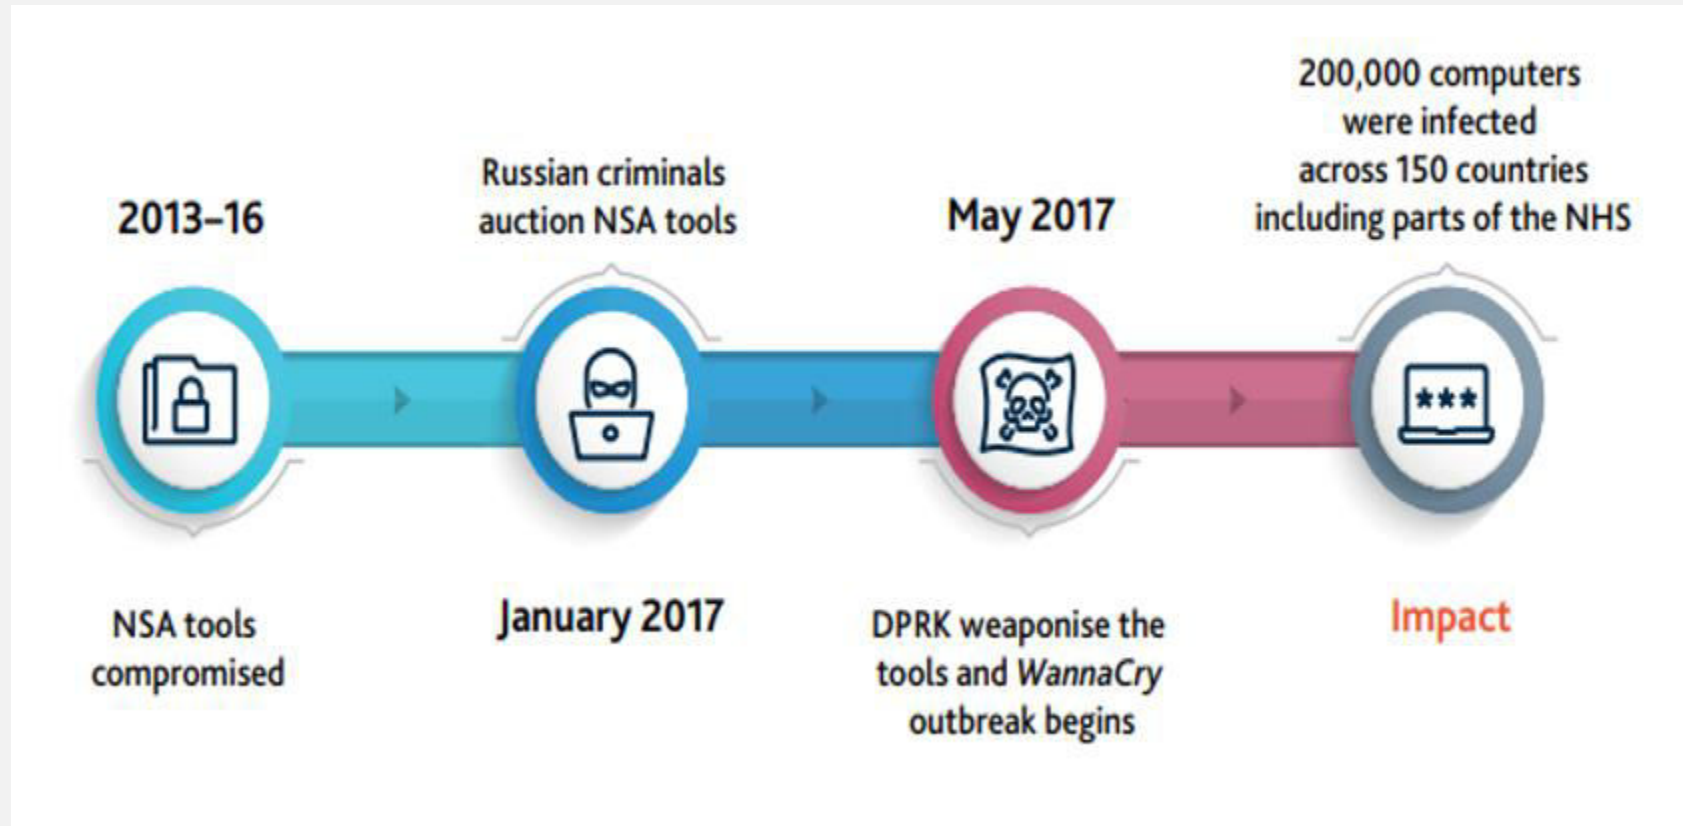 2013–16
NSA tools
compromised
Russian criminals
auction NSA tools
January 2017
May 2017
DPRK weaponise the
tools and WannaCry
outbreak begins
200,000 computers
were infected
across 150 countries
including parts of the NHS
***
Impact